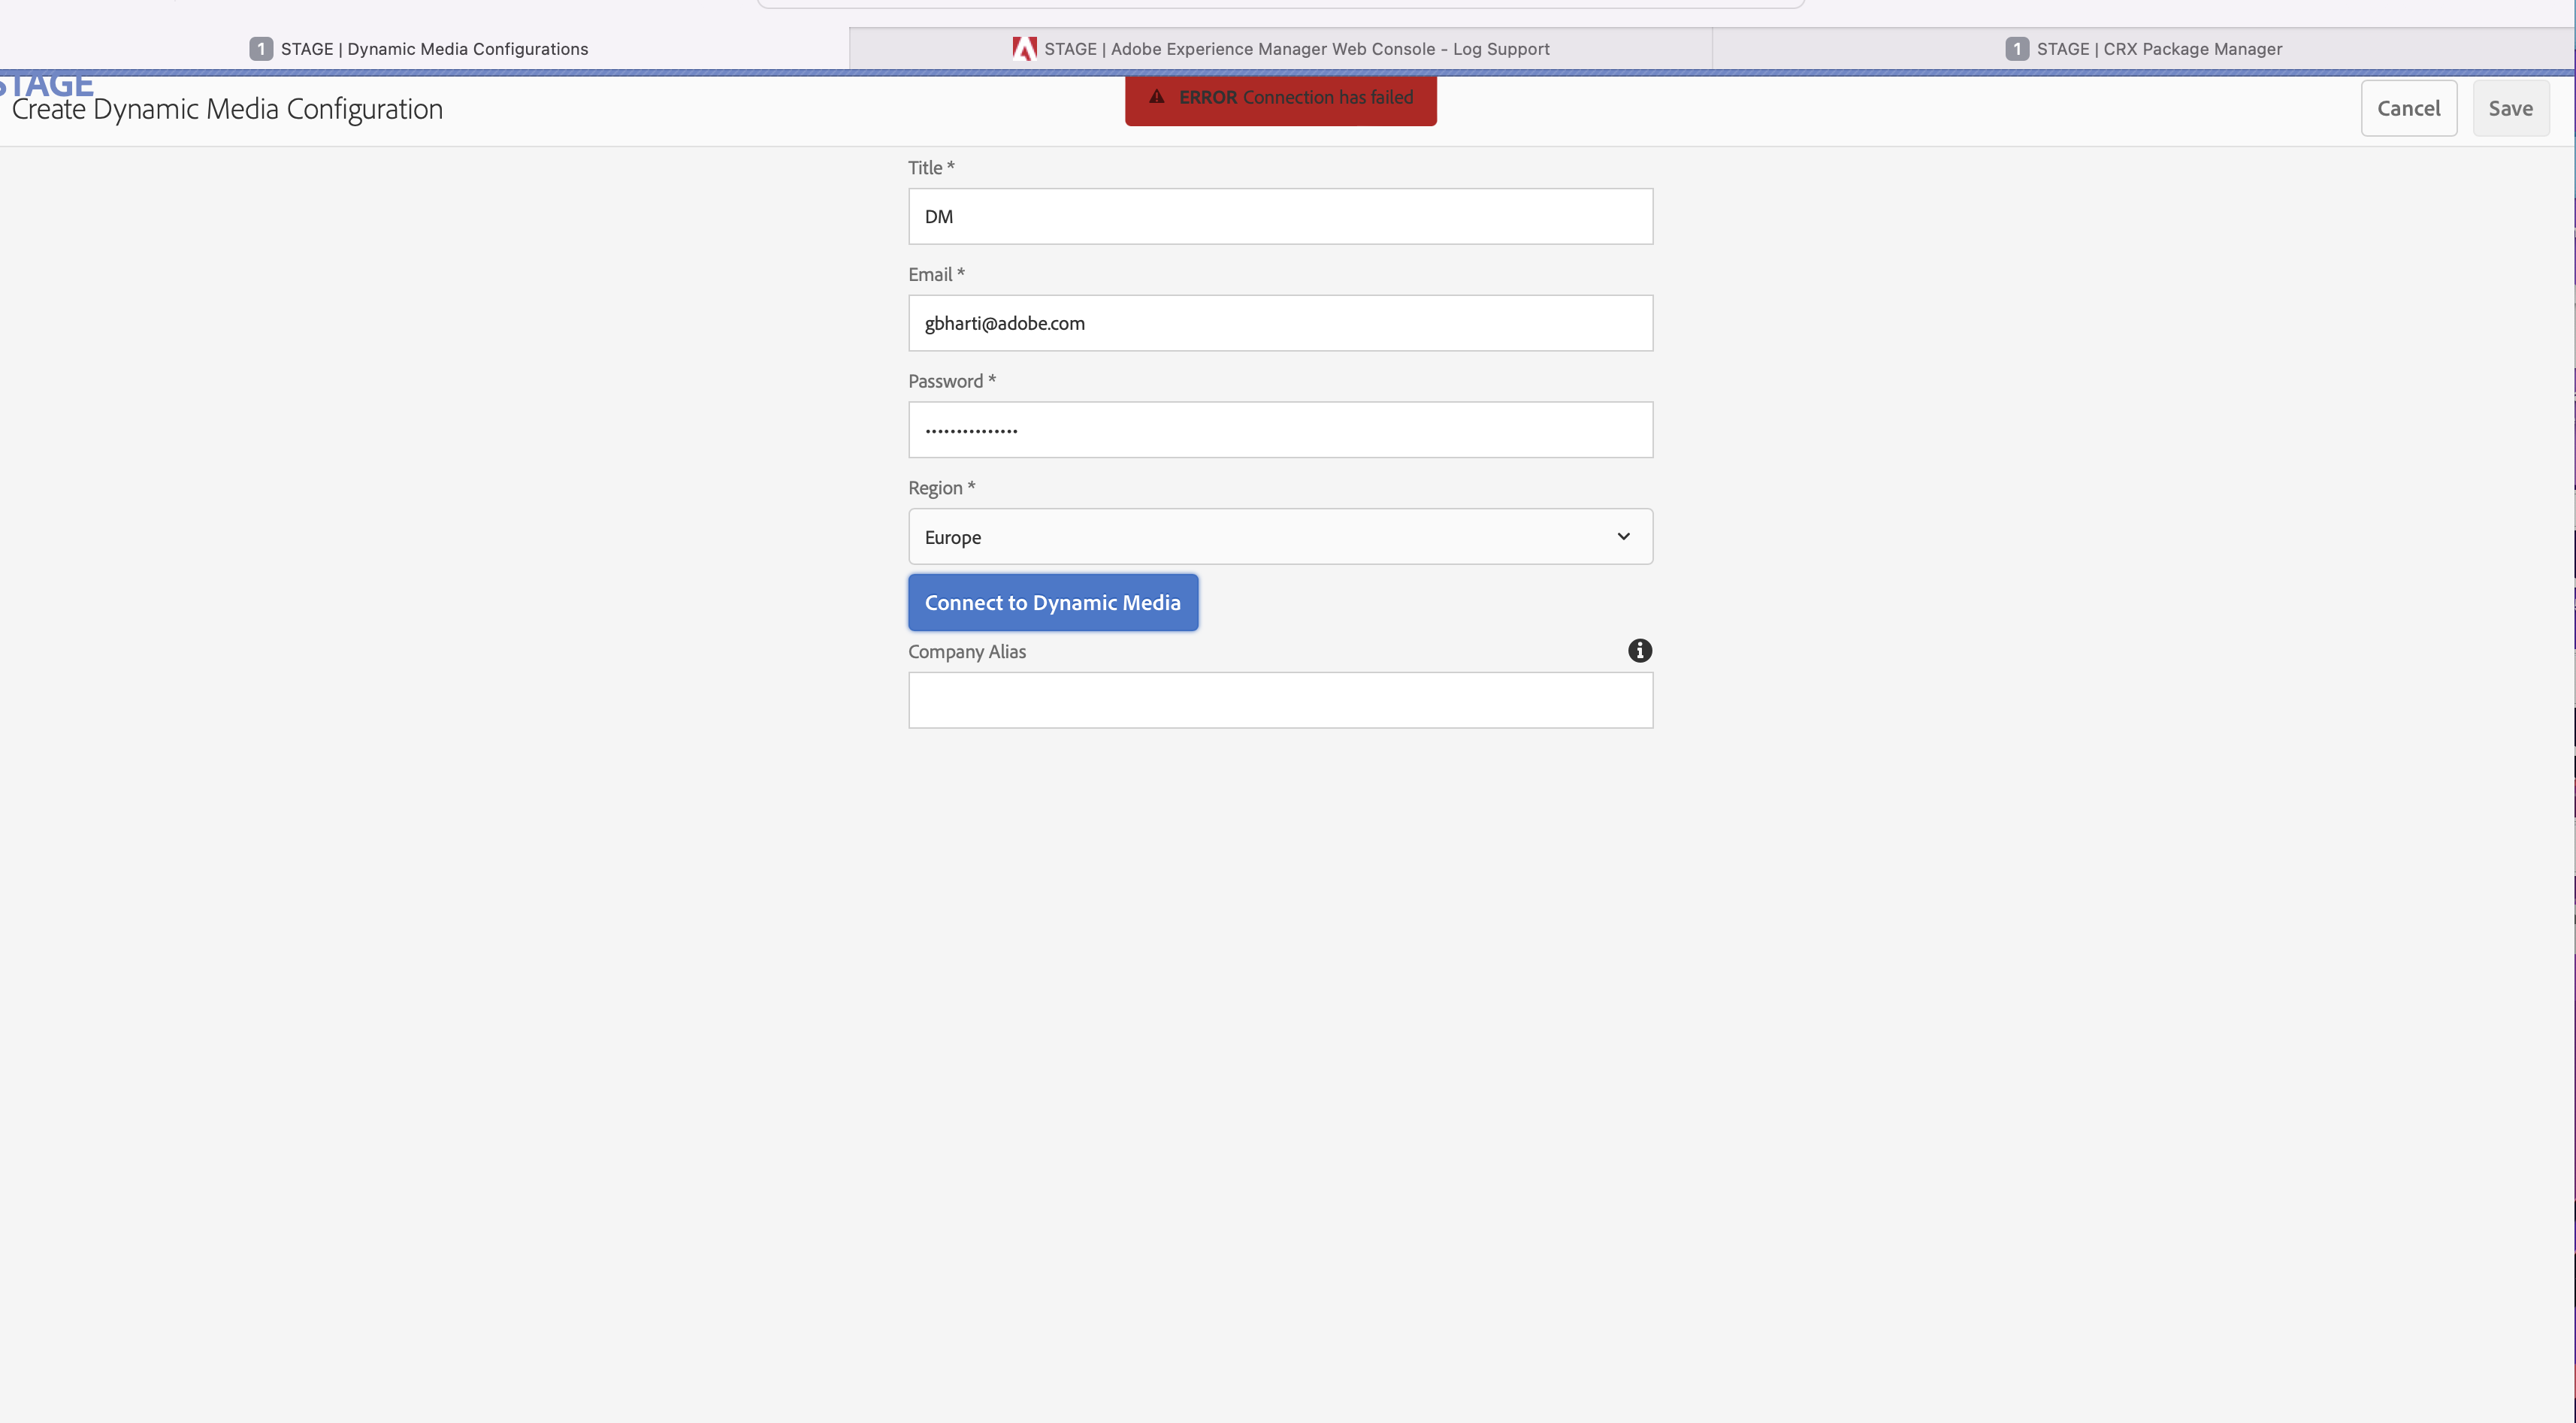 1 STAGE | Dynamic Media Configurations
STAGE | Adobe Experience Manager Web Console - Log Support
1 STAGE | CRX Package Manager
STAGE
Create Dynamic Media Configuration
ERROR Connection has failed
Cancel
Save
Title *
DM
Email *
gbharti@adobe.com
Password *
•••••••••••••••
Region *
Europe
Connect to Dynamic Media
Company Alias